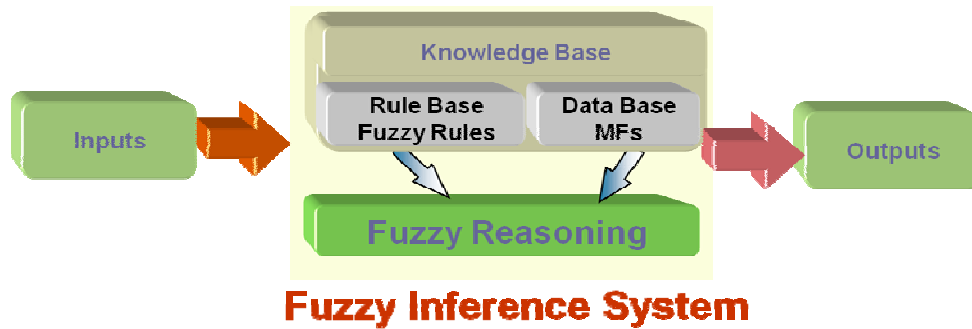 Knowledge Base
Inputs
Rule Base
Fuzzy Rules
Data Base
MFs
Outputs
Fuzzy Reasoning
Fuzzy Inference System